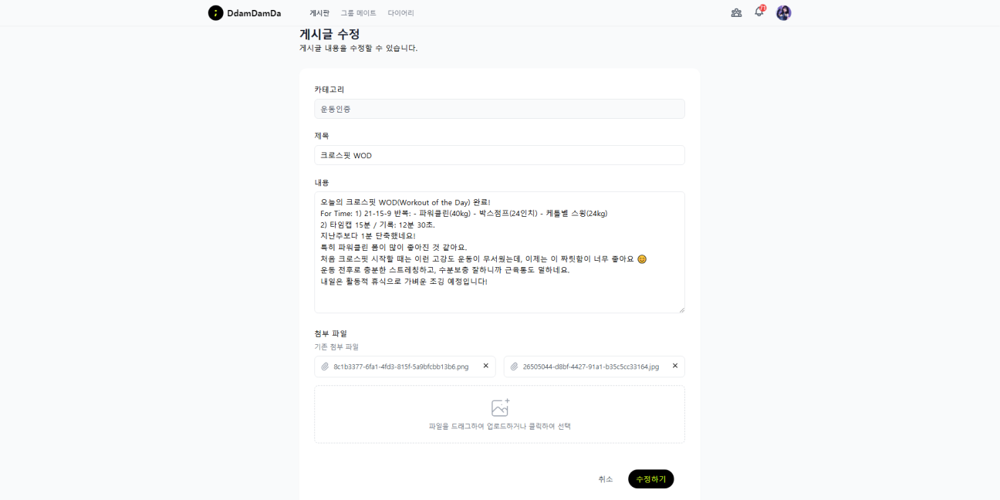 DdamDamDa
게시판 그룹 메이트 다이어리
71
게시글 수정
게시글 내용을 수정할 수 있습니다.
카테고리
운동인증
제목
크로스핏 WOD
내용
오늘의 크로스핏 WOD(Workout of the Day) 완료!
For Time: 1) 21-15-9 반복: - 파워클린(40kg) - 박스점프(24인치) - 케틀벨 스윙(24kg)
2) 타임캡 15분 / 기록: 12분 30초.
지난주보다 1분 단축했네요!
특히 파워클린 폼이 많이 좋아진 것 같아요.
처음 크로스핏 시작할 때는 이런 고강도 운동이 무서웠는데, 이제는 이 짜릿함이 너무 좋아요 😊
운동 전후로 충분한 스트레칭하고, 수분보충 잘하니까 근육통도 덜하네요.
내일은 활동적 휴식으로 가벼운 조깅 예정입니다!
첨부 파일
기존 첨부 파일
8c1b3377-6fa1-4fd3-815f-5a9bfcbb13b6.png
26505044-d8bf-4427-91a1-b35c5cc33164.jpg
파일을 드래그하여 업로드하거나 클릭하여 선택
취소
수정하기